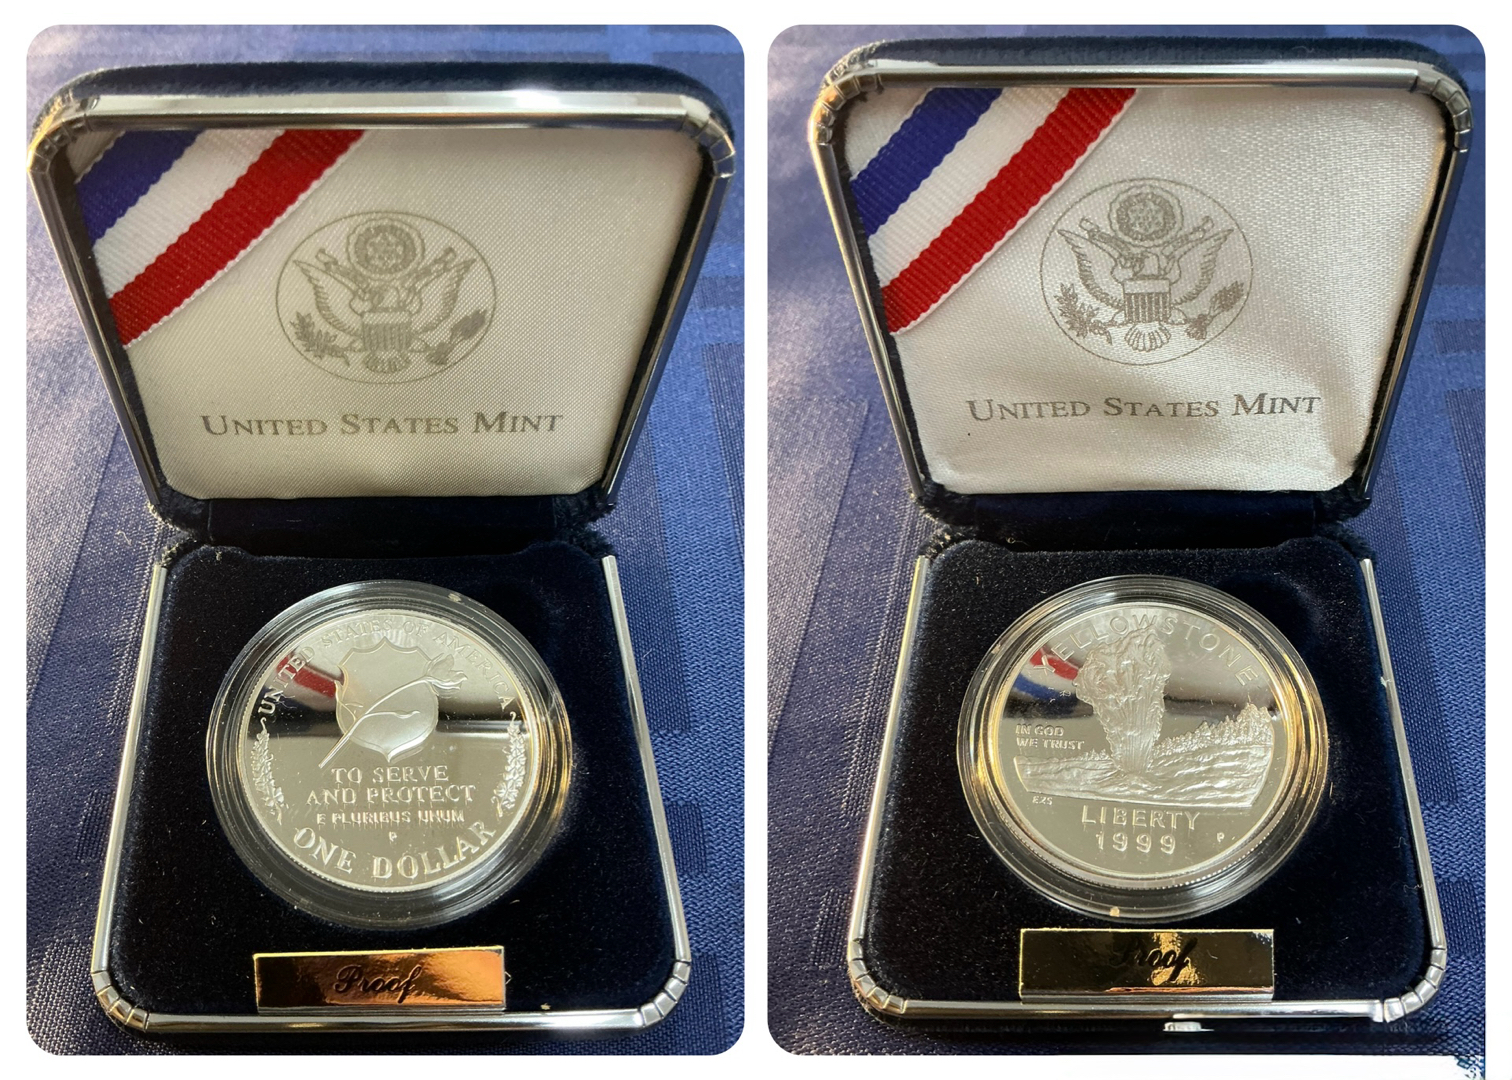 UNITED STATES MINT
UNITED STATES OF AMERICA
TO SERVE
AND PROTECT
E PLURIBUS UNUM
P
ONE DOLLAR
Proof
UNITED STATES MINT
YELLOWSTONE
IN GOD
WE TRUST
LIBERTY
1999
P
Proof